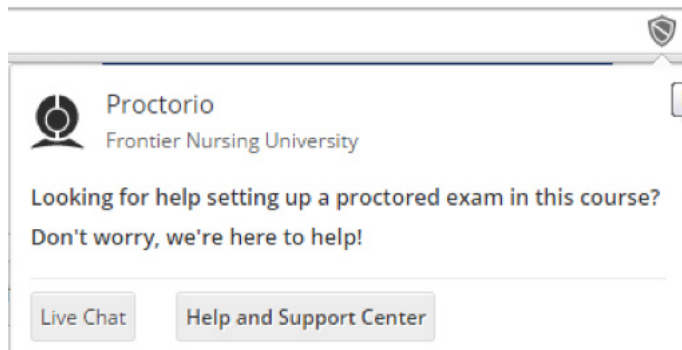 Proctorio
Frontier Nursing University
Looking for help setting up a proctored exam in this course?
Don't worry, we're here to help!
Live Chat
Help and Support Center